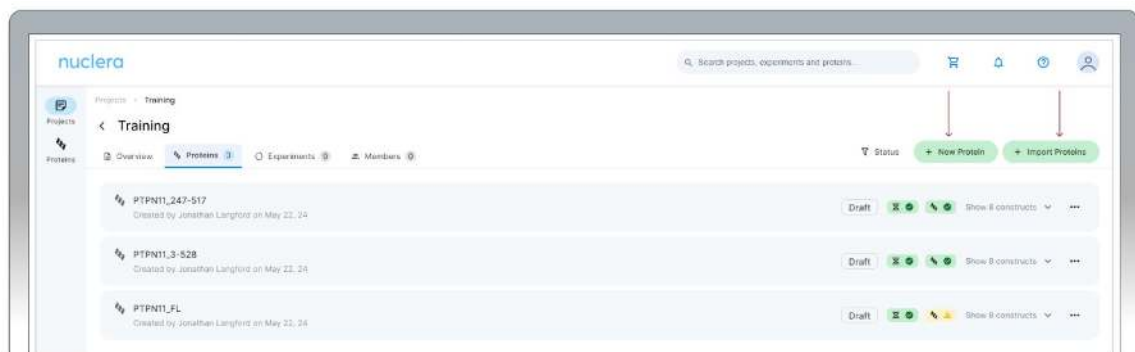 nuclera
Search projects, experiments and proteins...
Projects
Proteins
Projects > Training
< Training
Overview Proteins 3 Experiments 0 Members 0
Status + New Protein + Import Proteins
PTPN11_247-517
Created by Jonathan Langford on May 22, 24
Draft Show 8 constructs
PTPN11_3-528
Created by Jonathan Langford on May 22, 24
Draft Show 8 constructs
PTPN11_FL
Created by Jonathan Langford on May 22, 24
Draft Show 8 constructs